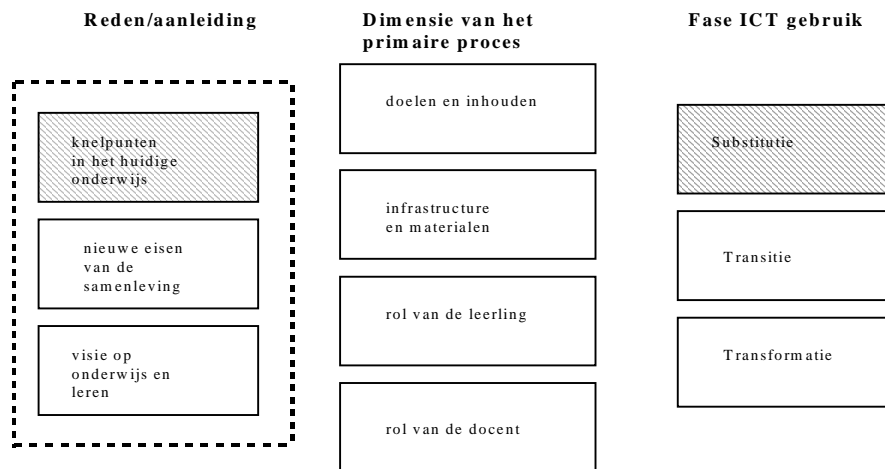 Reden/aanleiding
knelpunten
in het huidige
onderwijs
nieuwe eisen
van de
samenleving
visie op
onderwijs en
leren
Dimensie van het
primaire proces
doelen en inhouden
infrastructure
en materialen
rol van de leerling
rol van de docent
Fase ICT gebruik
Substitutie
Transitie
Transformatie